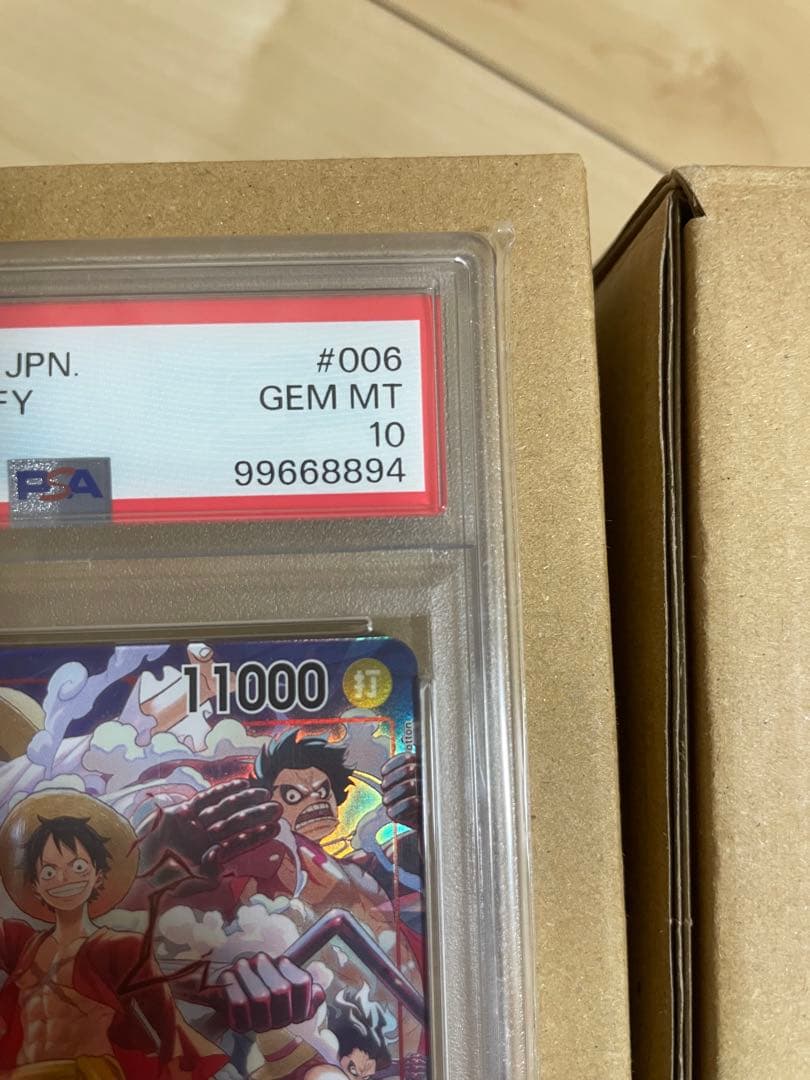 JPN.
#006
FY
GEM MT
10
PSA
99668894
11000
打